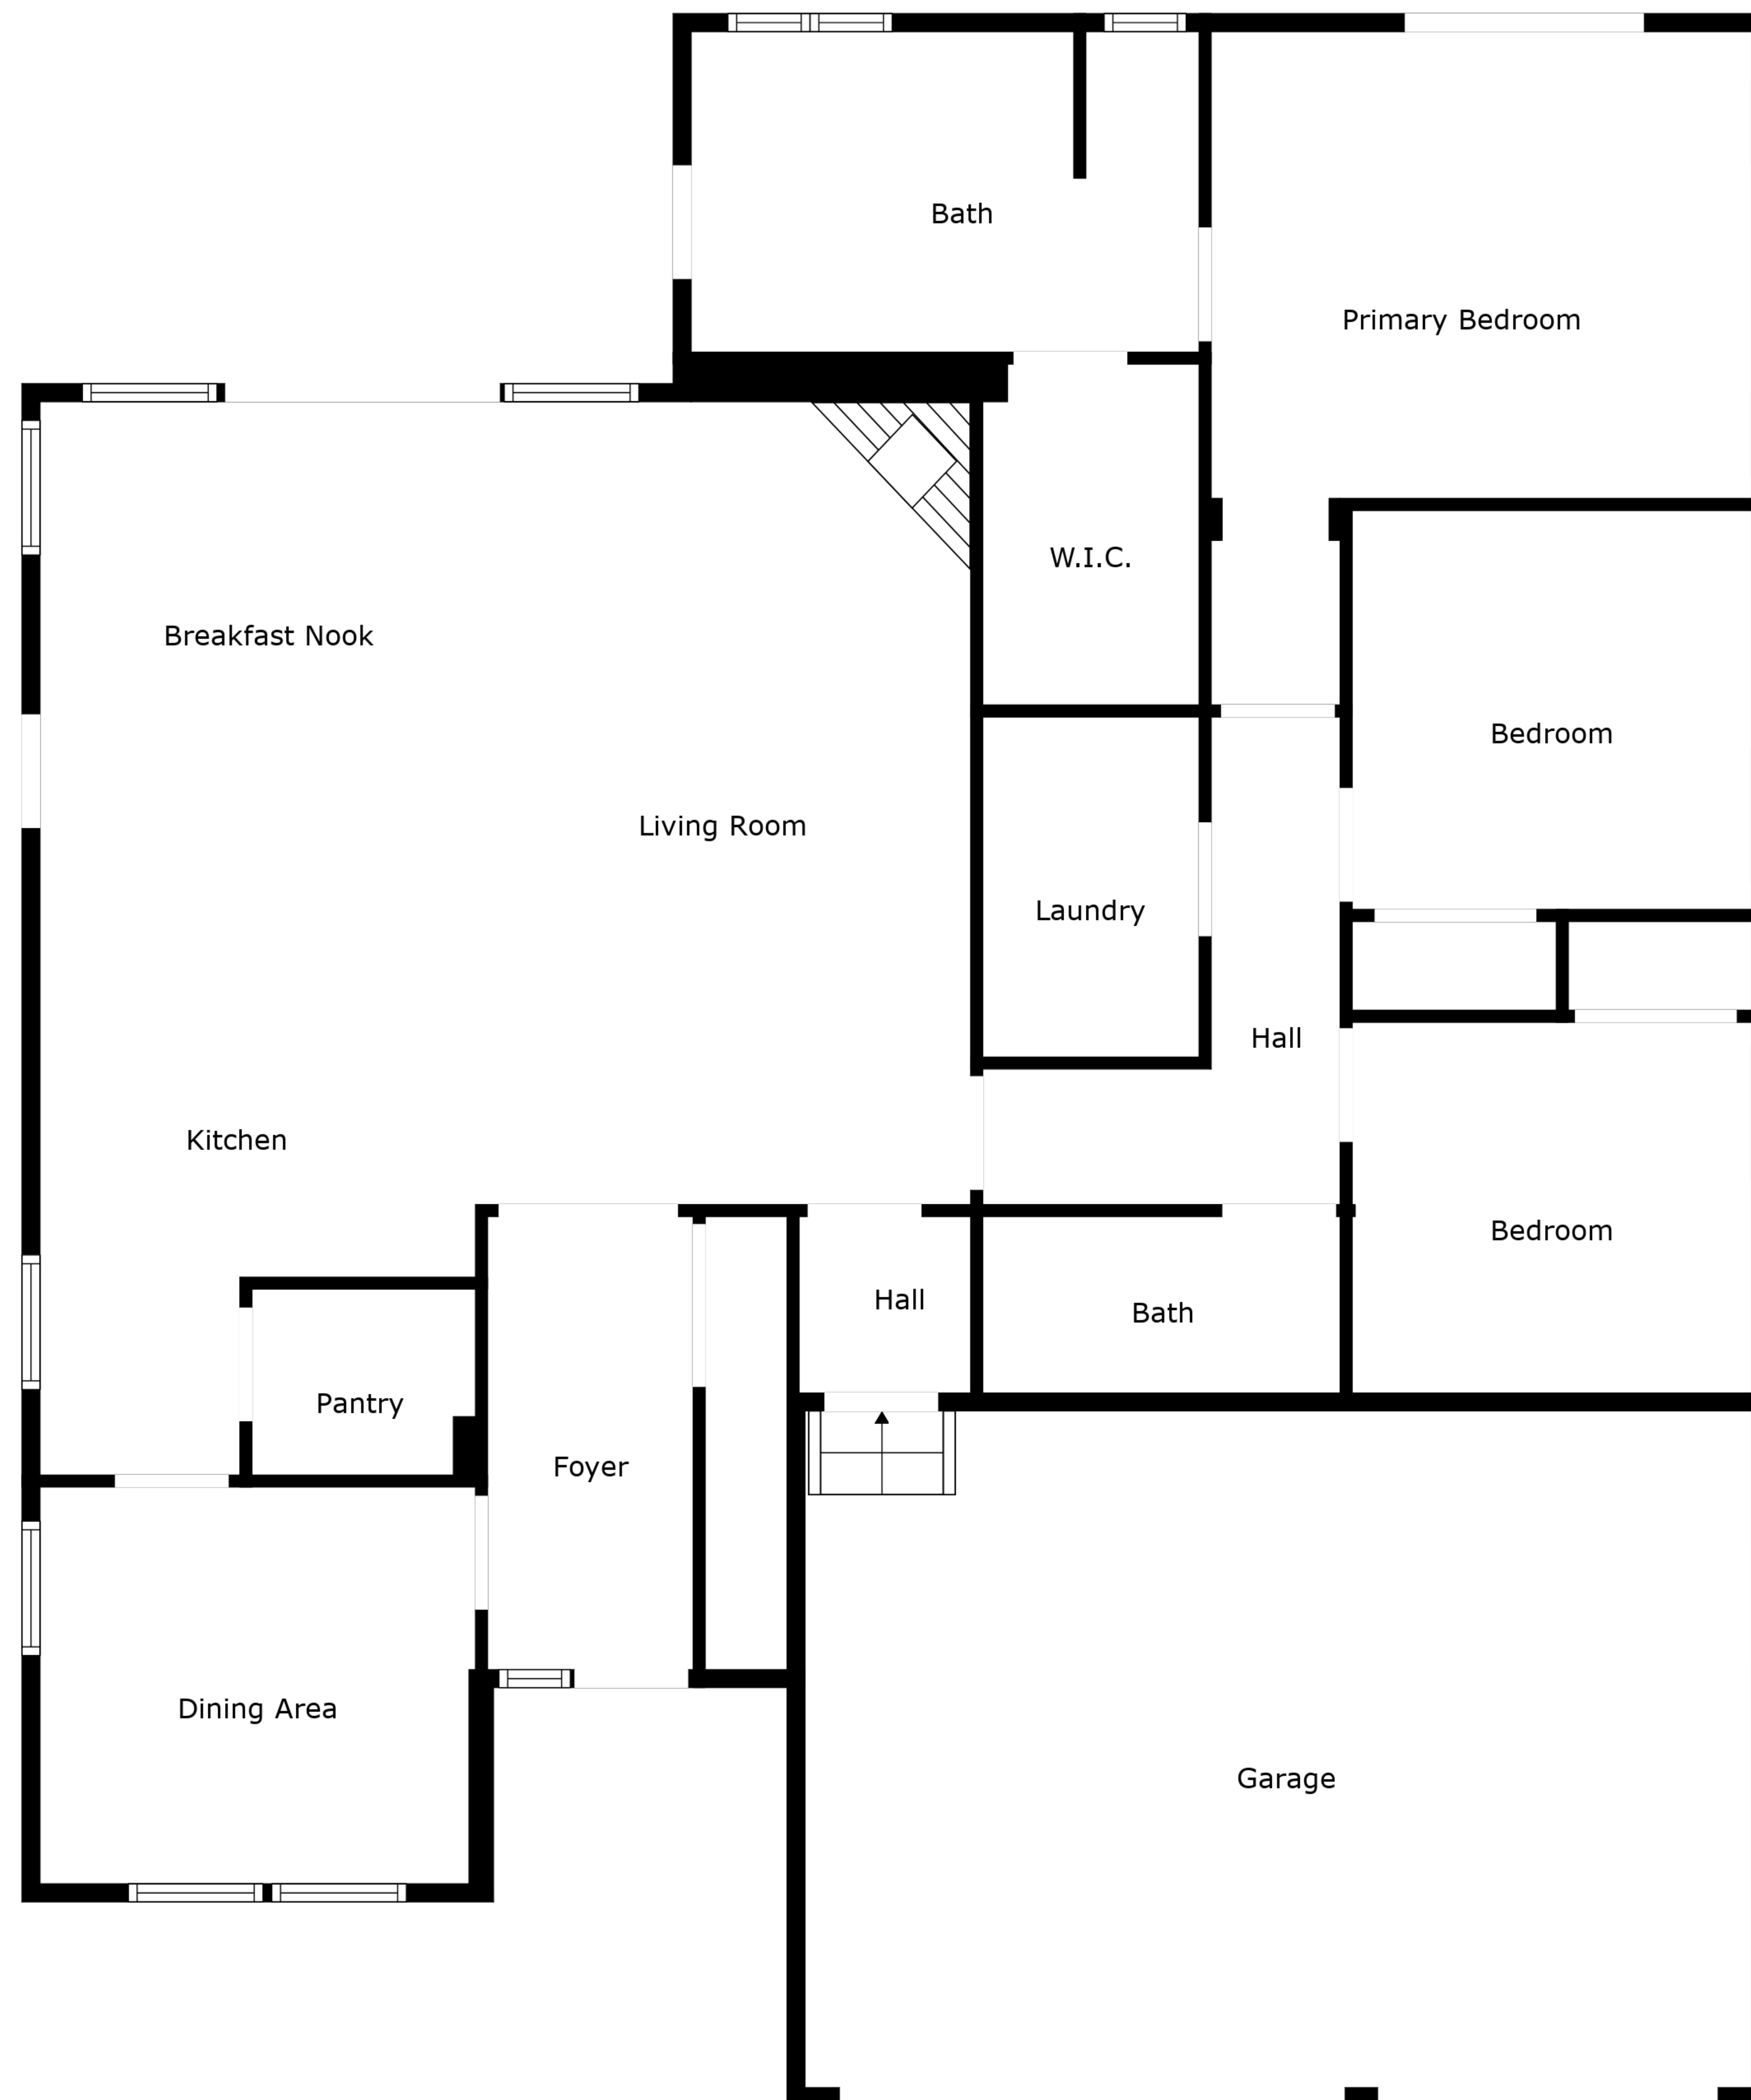 Bath
Primary Bedroom
W.I.C.
Breakfast Nook
Bedroom
Living Room
Laundry
Hall
Kitchen
Bedroom
Hall
Bath
Pantry
Foyer
Dining Area
Garage